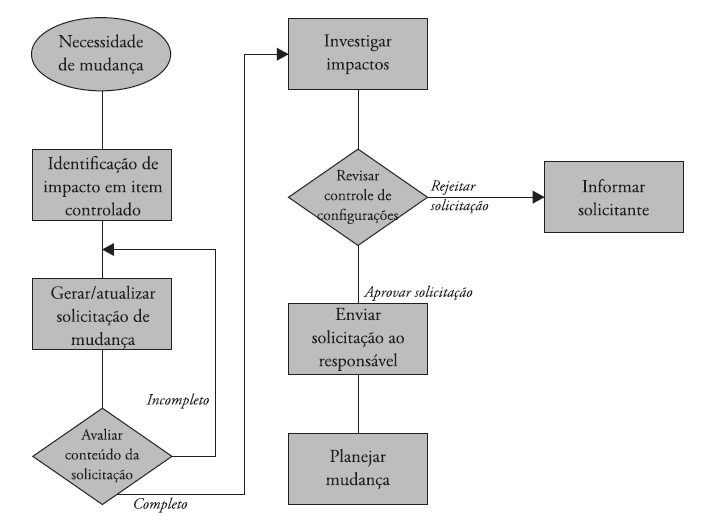 Necessidade
de mudança
Identificação de
impacto em item
controlado
Gerar/atualizar
solicitação de
mudança
Incompleto
Avaliar
conteúdo da
solicitação
Completo
Investigar
impactos
Revisar
controle de
configurações
Rejeitar
solicitação
Informar
solicitante
Aprovar solicitação
Enviar
solicitação ao
responsável
Planejar
mudança